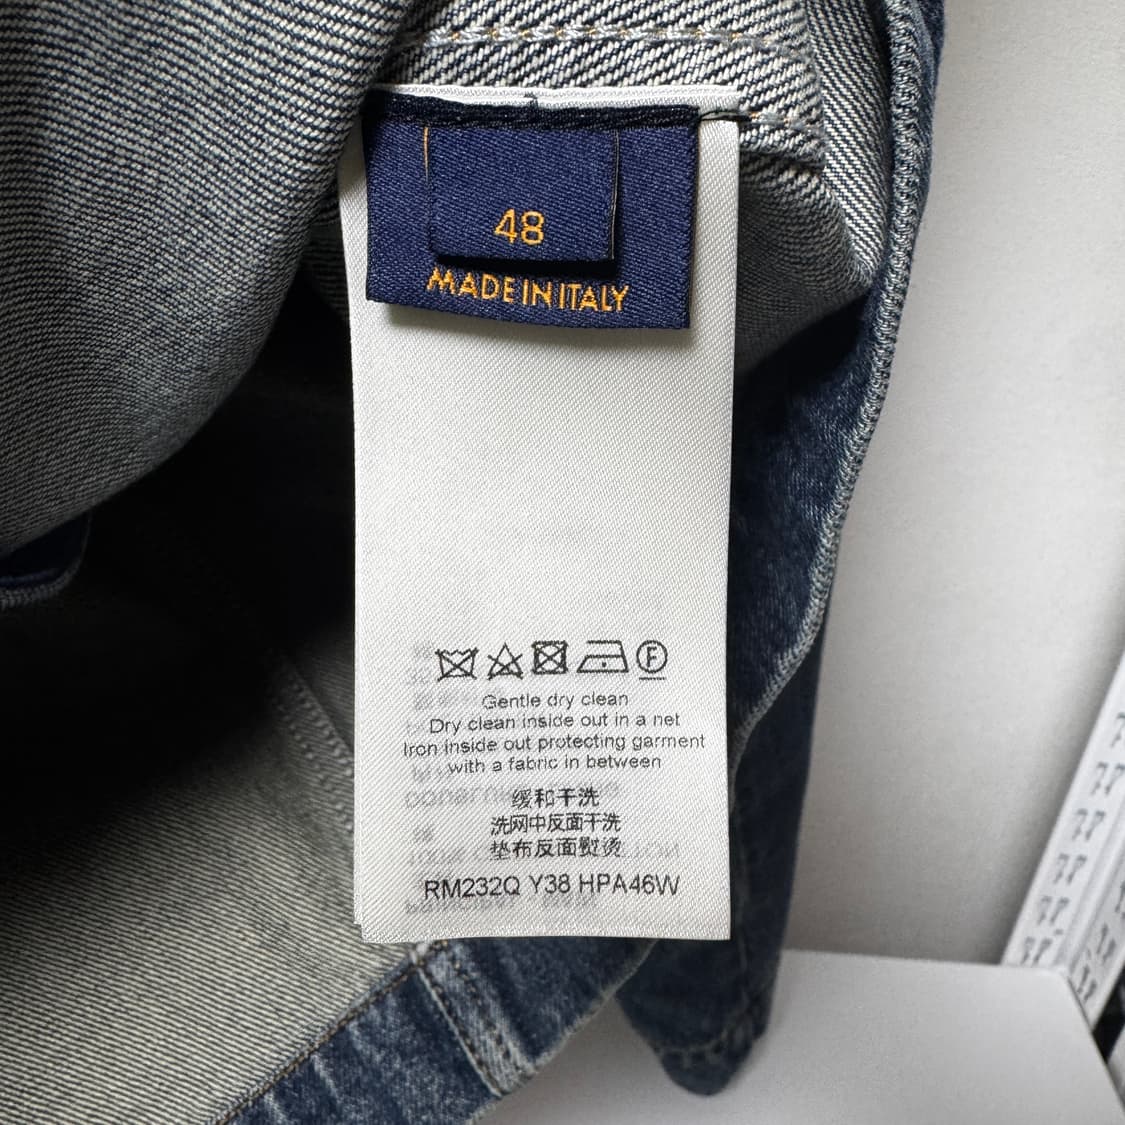 48
MADE IN ITALY
Gentle dry clean
Dry clean inside out in a net
Iron inside out protecting garment
with a fabric in between
缓和干洗
洗网中反面干洗
垫布反面熨烫
RM232Q Y38 HPA46W